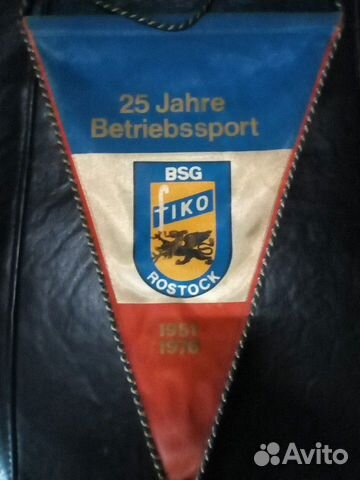 25 Jahre
Betriebssport
BSG
fIKO
ROSTOCK
1951
1976
Avito